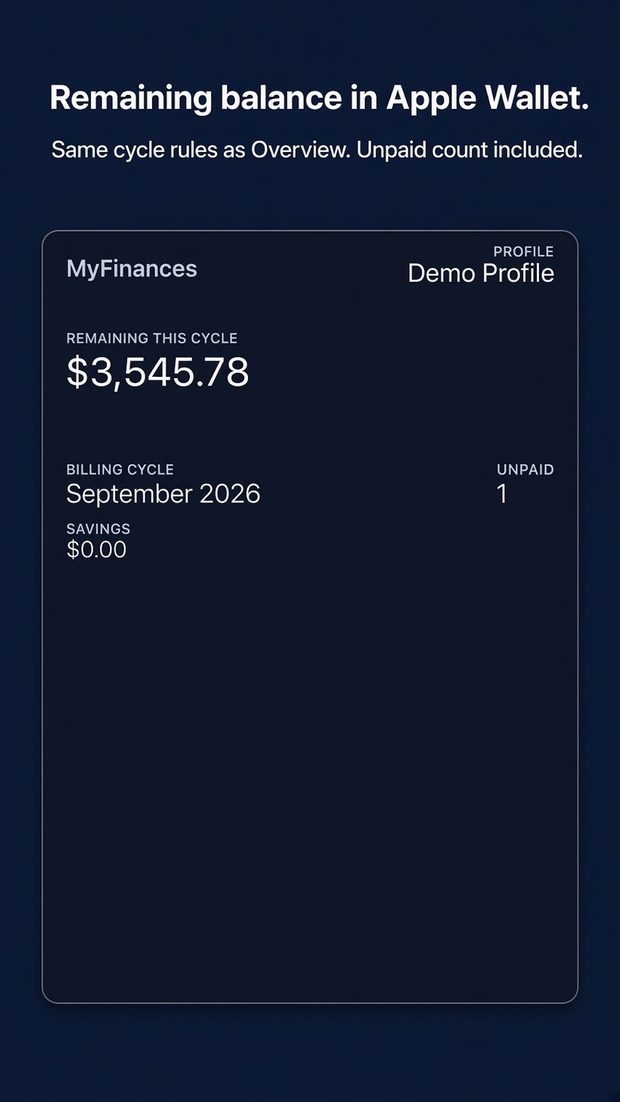 Remaining balance in Apple Wallet.
Same cycle rules as Overview. Unpaid count included.
MyFinances
PROFILE
Demo Profile
REMAINING THIS CYCLE
$3,545.78
BILLING CYCLE
September 2026
UNPAID
1
SAVINGS
$0.00